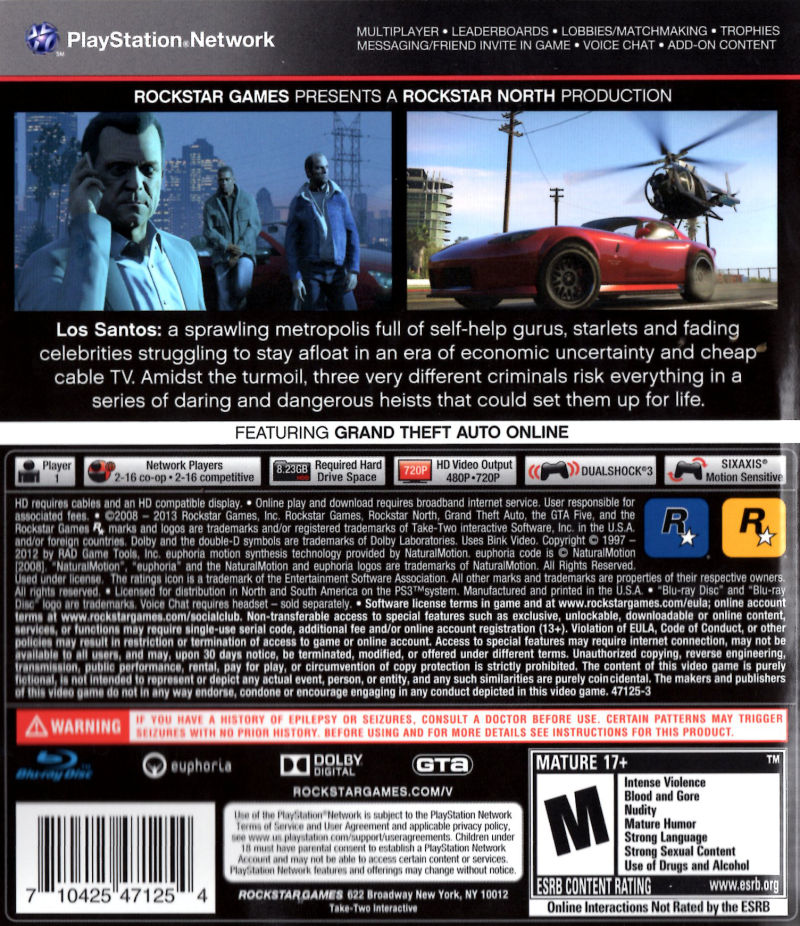 PlayStation®Network
SM
MULTIPLAYER • LEADERBOARDS • LOBBIES/MATCHMAKING • TROPHIES
MESSAGING/FRIEND INVITE IN GAME • VOICE CHAT • ADD-ON CONTENT
ROCKSTAR GAMES PRESENTS A ROCKSTAR NORTH PRODUCTION
Los Santos: a sprawling metropolis full of self-help gurus, starlets and fading
celebrities struggling to stay afloat in an era of economic uncertainty and cheap
cable TV. Amidst the turmoil, three very different criminals risk everything in a
series of daring and dangerous heists that could set them up for life.
FEATURING GRAND THEFT AUTO ONLINE
Player
1
Network Players
2-16 co-op • 2-16 competitive
8.23GB
HDD
Required Hard
Drive Space
720P
HD Video Output
480P • 720P
DUALSHOCK®3
SIXAXIS®
Motion Sensitive
HD requires cables and an HD compatible display. • Online play and download requires broadband internet service. User responsible for
associated fees. • ©2008 – 2013 Rockstar Games, Inc. Rockstar Games, Rockstar North, Grand Theft Auto, the GTA Five, and the
Rockstar Games R* marks and logos are trademarks and/or registered trademarks of Take-Two interactive Software, Inc. in the U.S.A.
and/or foreign countries. Dolby and the double-D symbols are trademarks of Dolby Laboratories. Uses Bink Video. Copyright © 1997 –
2012 by RAD Game Tools, Inc. euphoria motion synthesis technology provided by NaturalMotion. euphoria code is © NaturalMotion
[2008]. "NaturalMotion", "euphoria" and the NaturalMotion and euphoria logos are trademarks of NaturalMotion. All Rights Reserved.
Used under license. The ratings icon is a trademark of the Entertainment Software Association. All other marks and trademarks are properties of their respective owners.
All rights reserved. • Licensed for distribution in North and South America on the PS3™system. Manufactured and printed in the U.S.A. • "Blu-ray Disc" and "Blu-ray
Disc" logo are trademarks. Voice Chat requires headset – sold separately. • Software license terms in game and at www.rockstargames.com/eula; online account
terms at www.rockstargames.com/socialclub. Non-transferable access to special features such as exclusive, unlockable, downloadable or online content,
services, or functions may require single-use serial code, additional fee and/or online account registration (13+). Violation of EULA, Code of Conduct, or other
policies may result in restriction or termination of access to game or online account. Access to special features may require internet connection, may not be
available to all users, and may, upon 30 days notice, be terminated, modified, or offered under different terms. Unauthorized copying, reverse engineering,
transmission, public performance, rental, pay for play, or circumvention of copy protection is strictly prohibited. The content of this video game is purely
fictional, is not intended to represent or depict any actual event, person, or entity, and any such similarities are purely coincidental. The makers and publishers
of this video game do not in any way endorse, condone or encourage engaging in any conduct depicted in this video game. 47125-3
R
R
WARNING
IF YOU HAVE A HISTORY OF EPILEPSY OR SEIZURES, CONSULT A DOCTOR BEFORE USE. CERTAIN PATTERNS MAY TRIGGER
SEIZURES WITH NO PRIOR HISTORY. BEFORE USING AND FOR MORE DETAILS SEE INSTRUCTIONS FOR THIS PRODUCT.
Blu-ray Disc™
euphoria
DOLBY
DIGITAL
GTA
ROCKSTARGAMES.COM/V
7 10425 47125 4
Use of the PlayStation®Network is subject to the PlayStation Network
Terms of Service and User Agreement and applicable privacy policy,
see www.us.playstation.com/support/useragreements. Children under
18 must have parental consent to establish a PlayStation Network
Account and may not be able to access certain content or services.
PlayStation Network features and offerings may change without notice.
ROCKSTAR GAMES 622 Broadway New York, NY 10012
Take-Two Interactive
MATURE 17+
TM
M
Intense Violence
Blood and Gore
Nudity
Mature Humor
Strong Language
Strong Sexual Content
Use of Drugs and Alcohol
ESRB CONTENT RATING
www.esrb.org
Online Interactions Not Rated by the ESRB